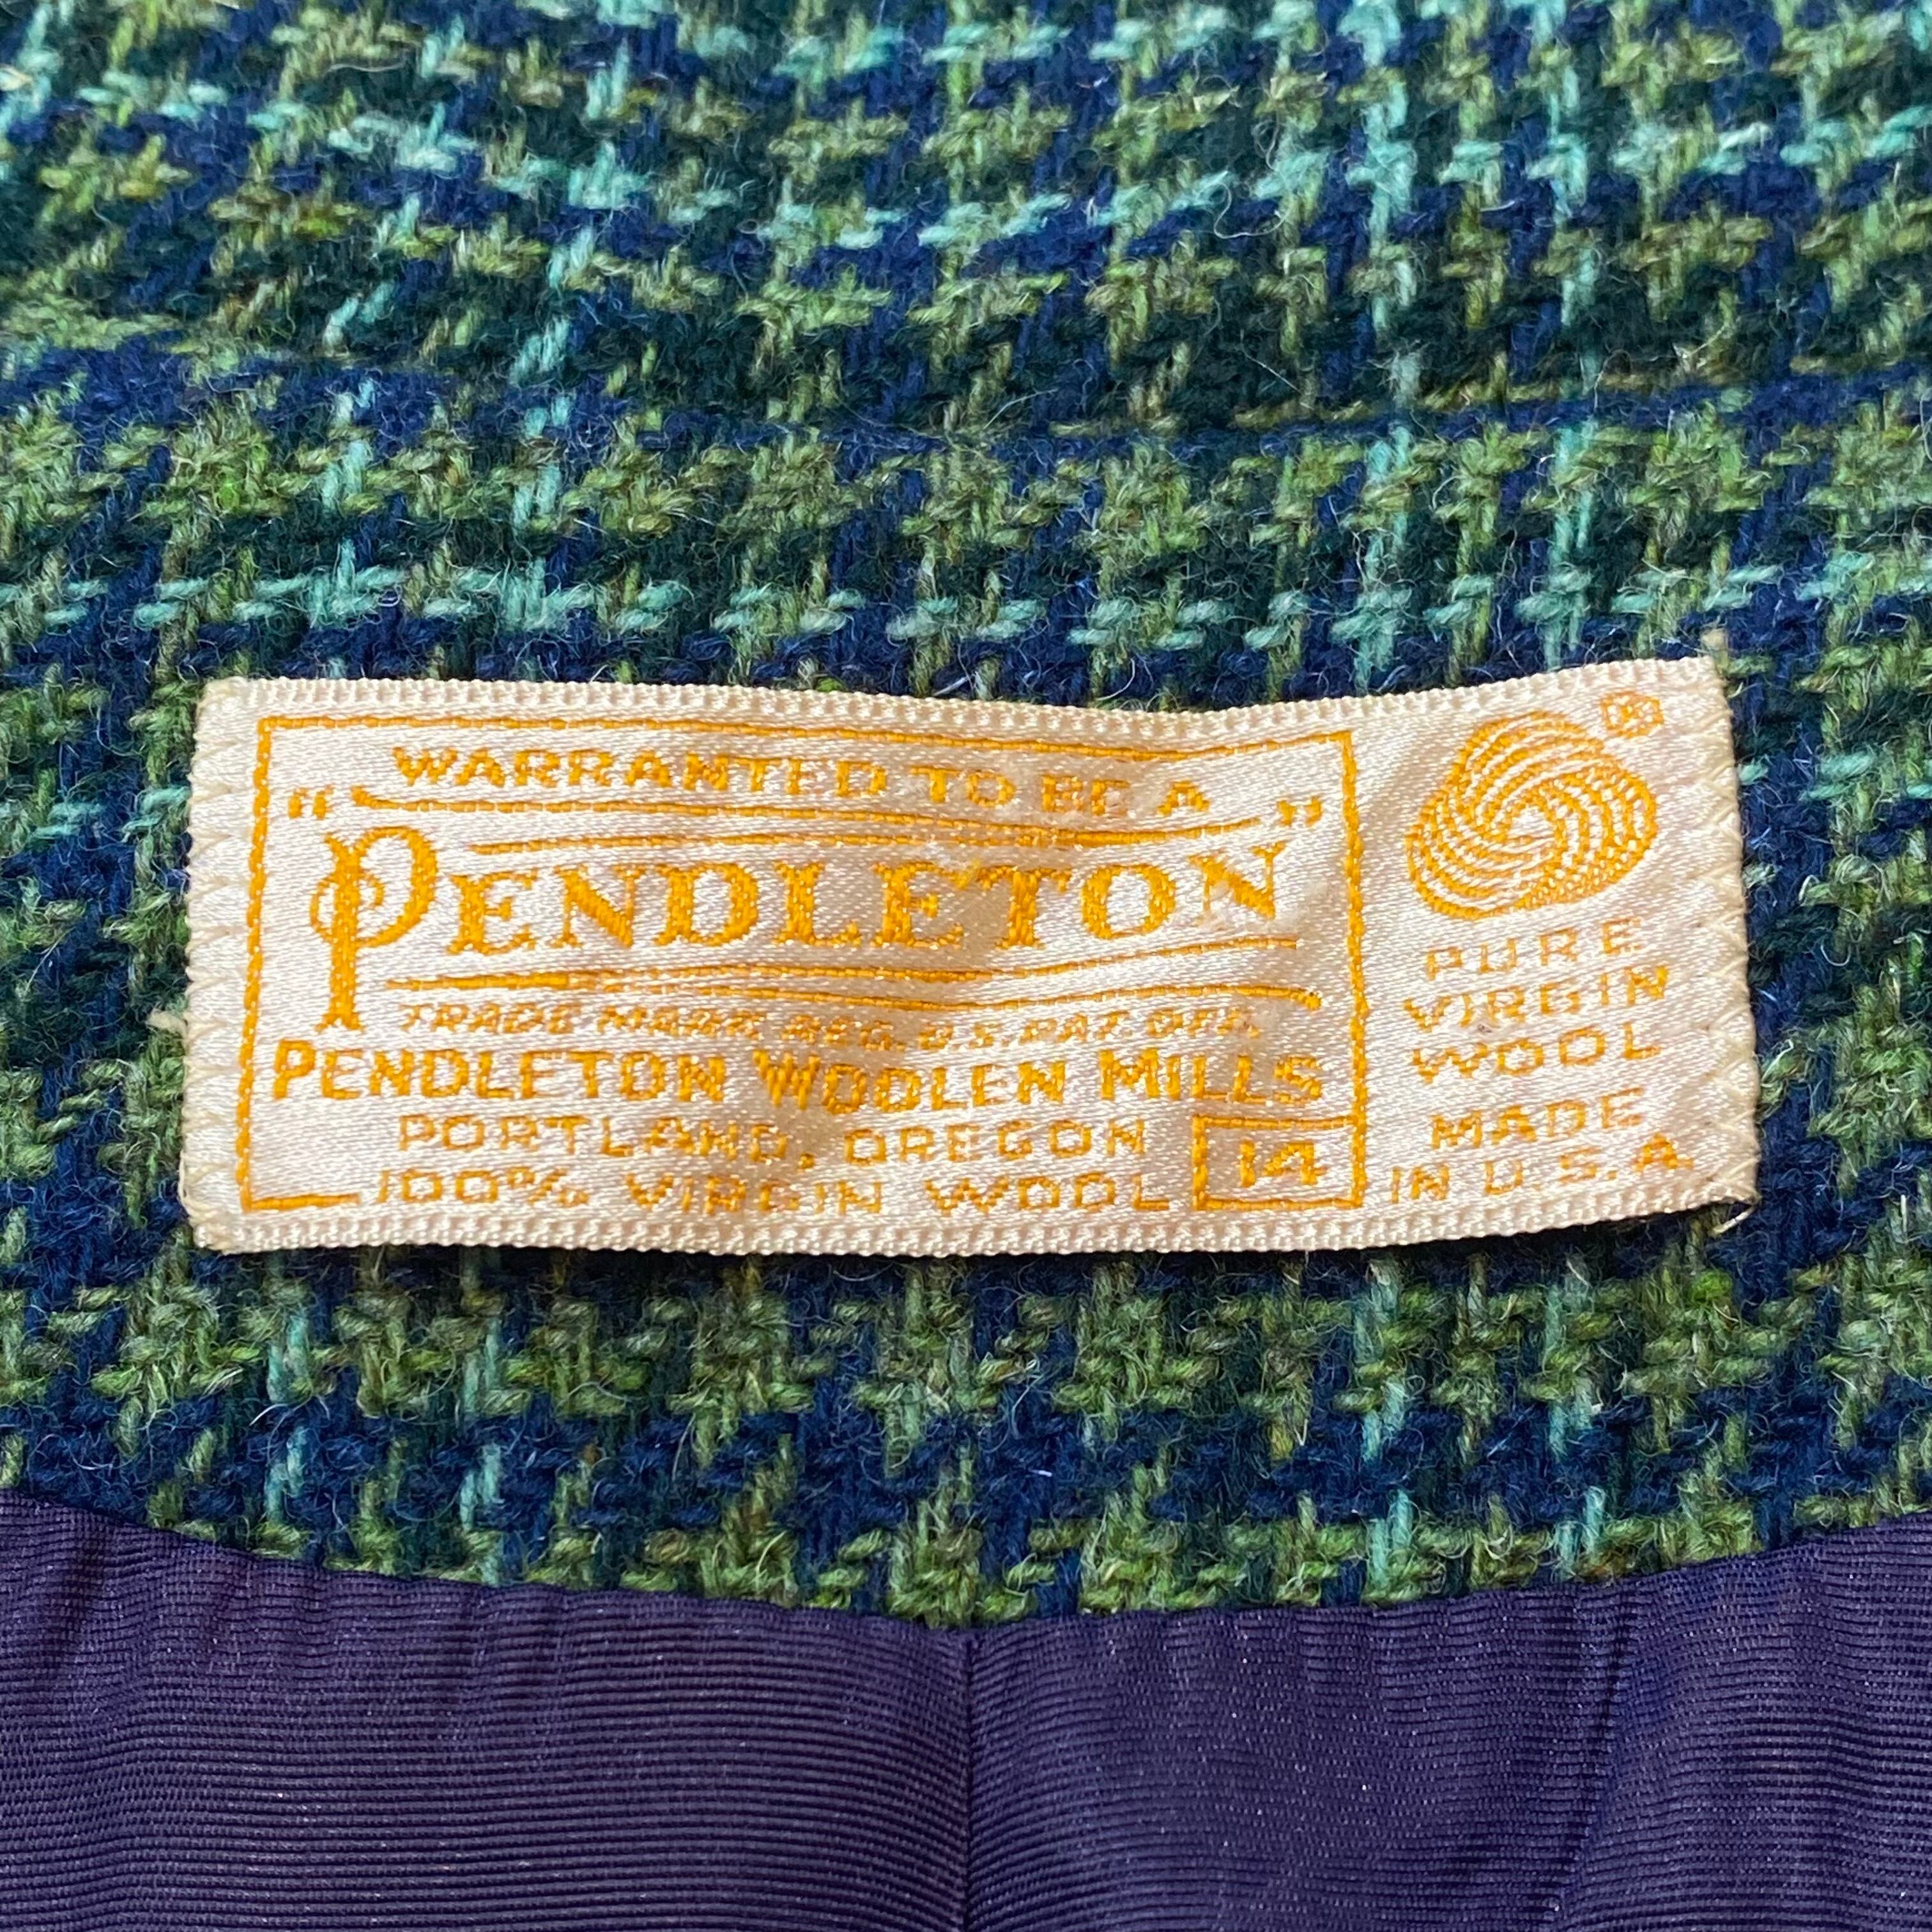 WARRANTED TO BE A
"PENDLETON"
TRADE MARK REG. U.S. PAT. OFF.
PENDLETON WOOLEN MILLS
PORTLAND, OREGON
100% VIRGIN WOOL
14
®
PURE
VIRGIN
WOOL
MADE
IN U.S.A.